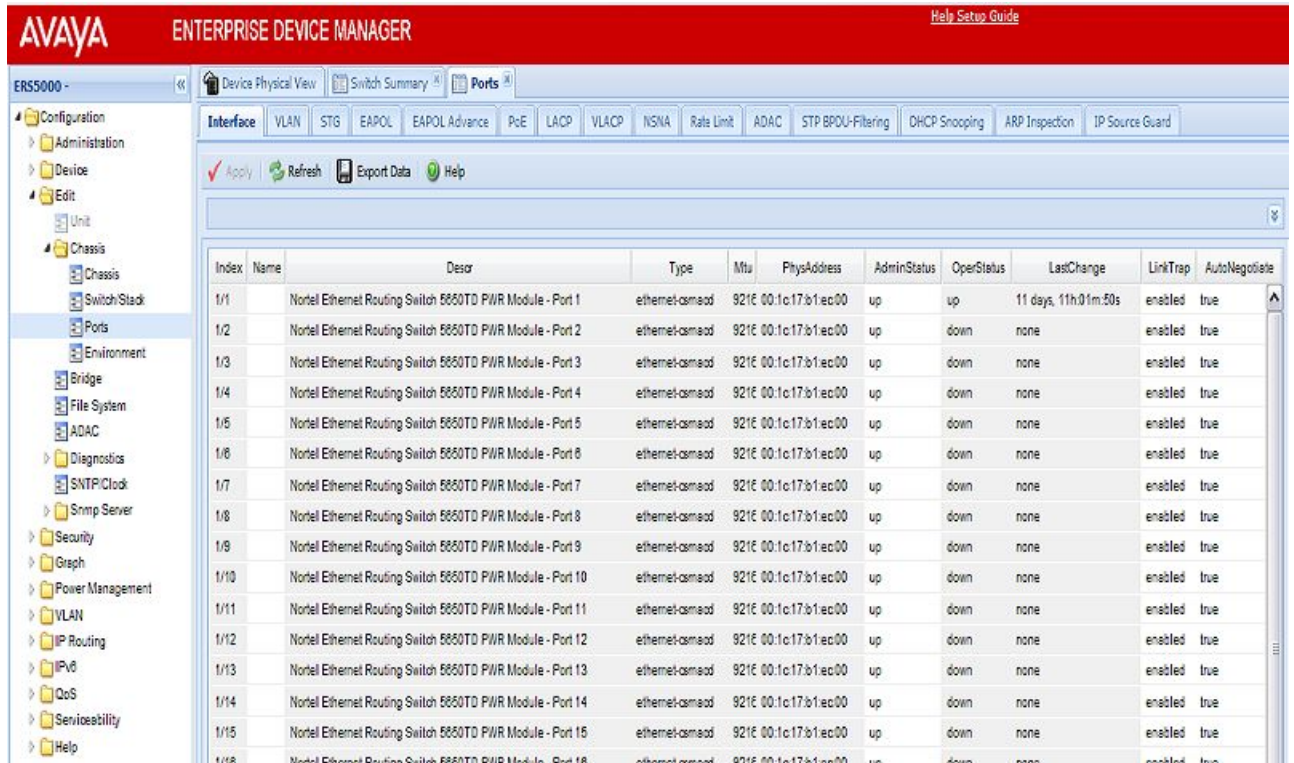 AVAYA ENTERPRISE DEVICE MANAGER Help Setup Guide
ERS5000 -
Configuration
Administration
Device
Edit
Unit
Chassis
Chassis
Switch/Stack
Ports
Environment
Bridge
File System
ADAC
Diagnostics
SNTP/Clock
Snmp Server
Security
Graph
Power Management
VLAN
IP Routing
IPv6
QoS
Serviceability
Help
Device Physical View Switch Summary Ports
Interface VLAN STG EAPOL EAPOL Advance PoE LACP VLACP NSNA Rate Limit ADAC STP BPDU-Filtering DHCP Snooping ARP Inspection IP Source Guard
Apply Refresh Export Data Help
Index Name Descr Type Mtu PhysAddress AdminStatus OperStatus LastChange LinkTrap AutoNegotiate
1/1 Nortel Ethernet Routing Switch 5650TD PWR Module - Port 1 ethernet-csmacd 9216 00:1c:17:b1:ec:00 up up 11 days, 11h:01m:50s enabled true
1/2 Nortel Ethernet Routing Switch 5650TD PWR Module - Port 2 ethernet-csmacd 9216 00:1c:17:b1:ec:00 up down none enabled true
1/3 Nortel Ethernet Routing Switch 5650TD PWR Module - Port 3 ethernet-csmacd 9216 00:1c:17:b1:ec:00 up down none enabled true
1/4 Nortel Ethernet Routing Switch 5650TD PWR Module - Port 4 ethernet-csmacd 9216 00:1c:17:b1:ec:00 up down none enabled true
1/5 Nortel Ethernet Routing Switch 5650TD PWR Module - Port 5 ethernet-csmacd 9216 00:1c:17:b1:ec:00 up down none enabled true
1/6 Nortel Ethernet Routing Switch 5650TD PWR Module - Port 6 ethernet-csmacd 9216 00:1c:17:b1:ec:00 up down none enabled true
1/7 Nortel Ethernet Routing Switch 5650TD PWR Module - Port 7 ethernet-csmacd 9216 00:1c:17:b1:ec:00 up down none enabled true
1/8 Nortel Ethernet Routing Switch 5650TD PWR Module - Port 8 ethernet-csmacd 9216 00:1c:17:b1:ec:00 up down none enabled true
1/9 Nortel Ethernet Routing Switch 5650TD PWR Module - Port 9 ethernet-csmacd 9216 00:1c:17:b1:ec:00 up down none enabled true
1/10 Nortel Ethernet Routing Switch 5650TD PWR Module - Port 10 ethernet-csmacd 9216 00:1c:17:b1:ec:00 up down none enabled true
1/11 Nortel Ethernet Routing Switch 5650TD PWR Module - Port 11 ethernet-csmacd 9216 00:1c:17:b1:ec:00 up down none enabled true
1/12 Nortel Ethernet Routing Switch 5650TD PWR Module - Port 12 ethernet-csmacd 9216 00:1c:17:b1:ec:00 up down none enabled true
1/13 Nortel Ethernet Routing Switch 5650TD PWR Module - Port 13 ethernet-csmacd 9216 00:1c:17:b1:ec:00 up down none enabled true
1/14 Nortel Ethernet Routing Switch 5650TD PWR Module - Port 14 ethernet-csmacd 9216 00:1c:17:b1:ec:00 up down none enabled true
1/15 Nortel Ethernet Routing Switch 5650TD PWR Module - Port 15 ethernet-csmacd 9216 00:1c:17:b1:ec:00 up down none enabled true